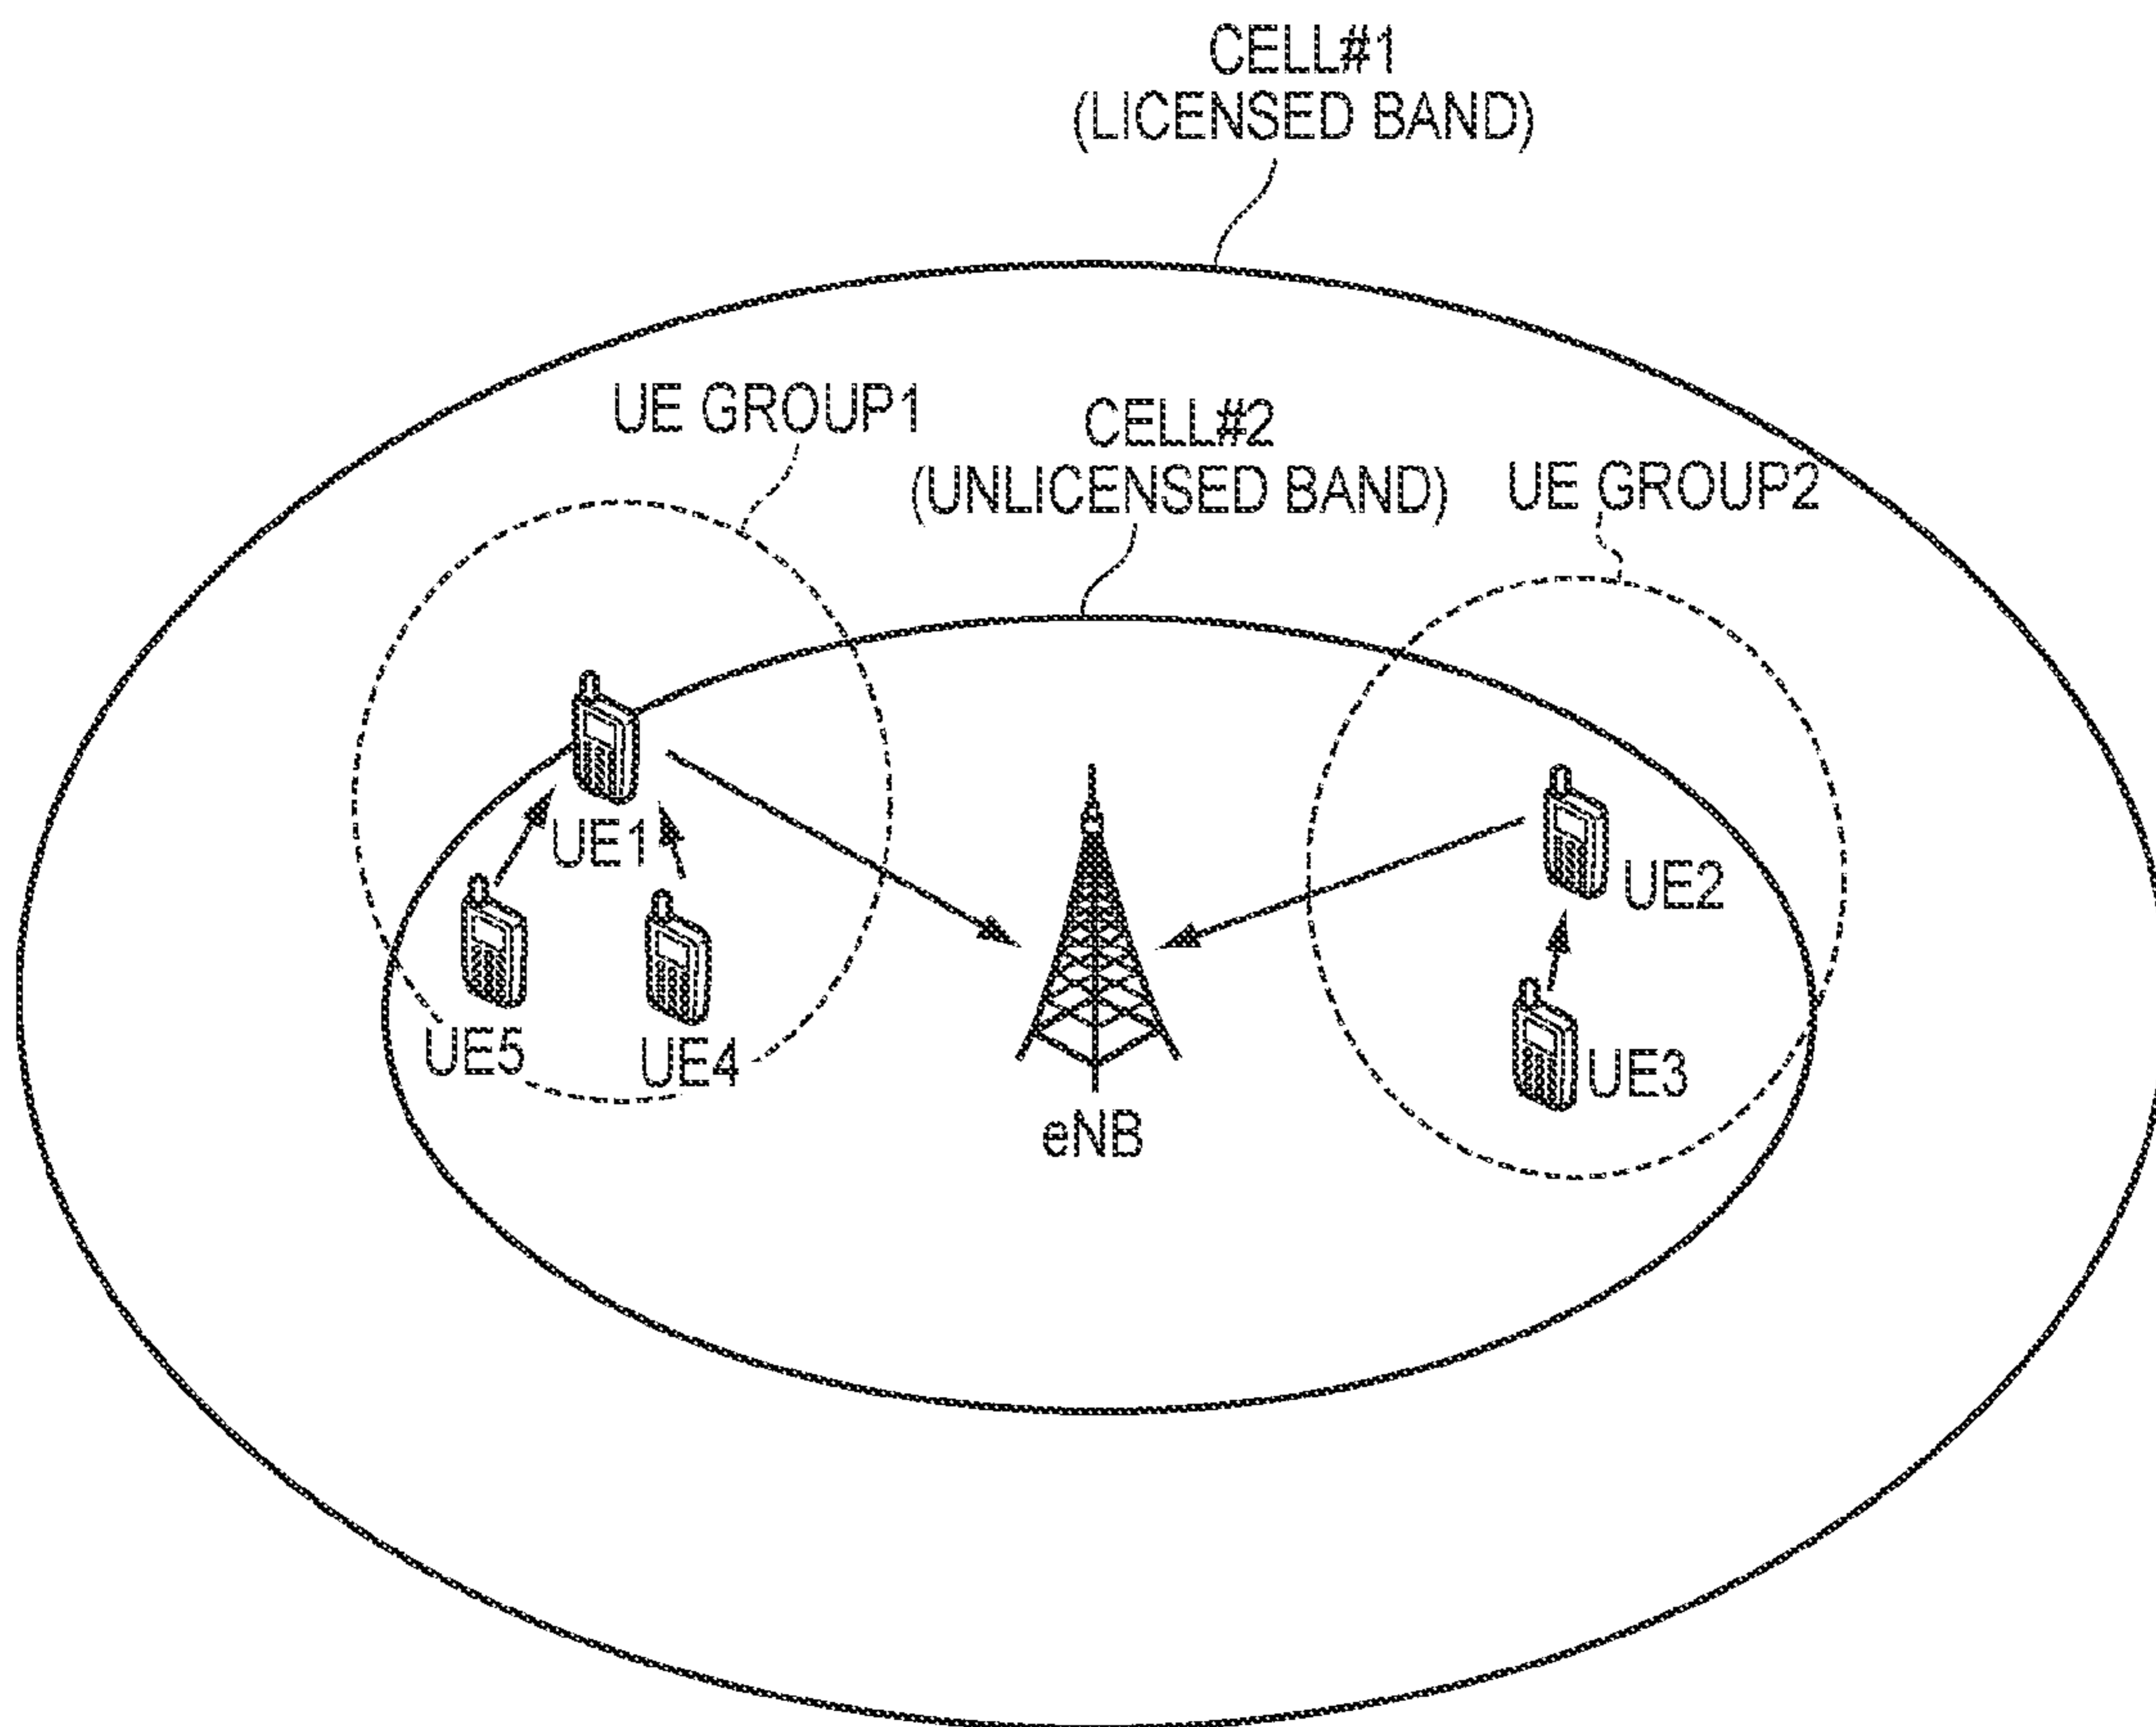 CELL#1
(LICENSED BAND)
UE GROUP1
CELL#2
(UNLICENSED BAND)
UE GROUP2
UE1
UE2
UE5
UE4
UE3
eNB